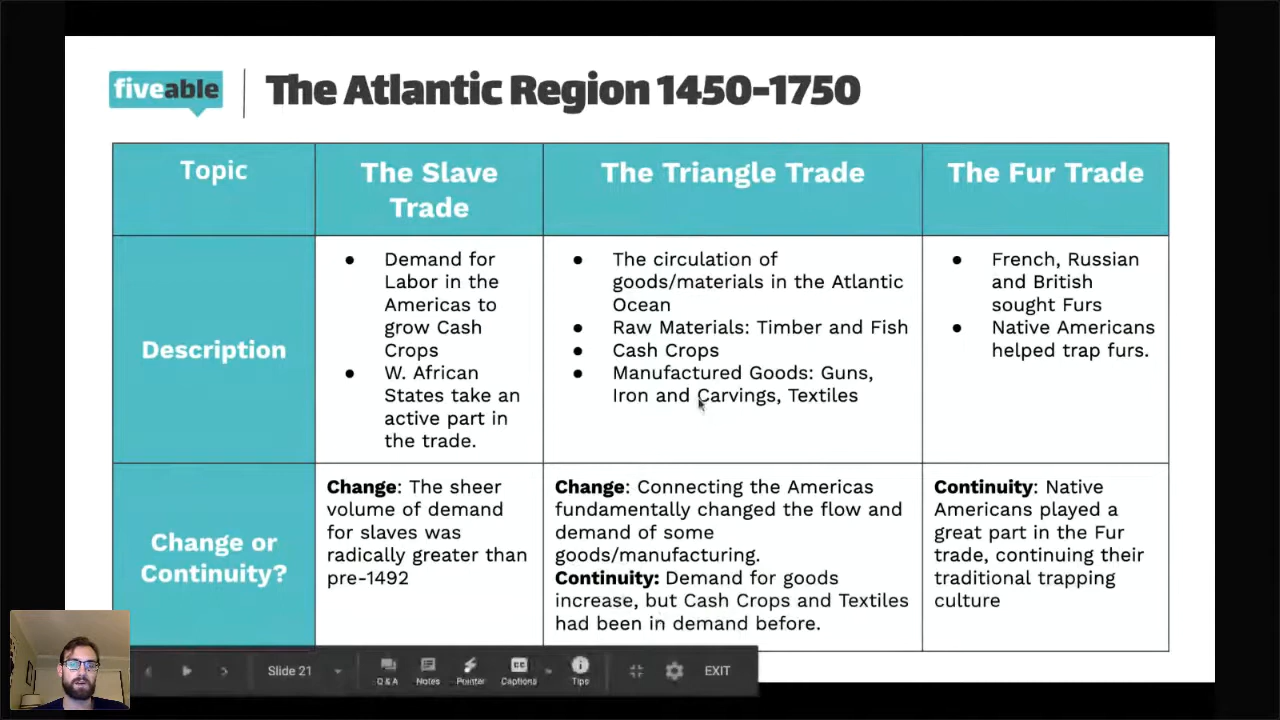 fiveable
The Atlantic Region 1450-1750
Topic
The Slave
Trade
The Triangle Trade
The Fur Trade
Description
● Demand for
Labor in the
Americas to
grow Cash
Crops
● W. African
States take an
active part in
the trade.
● The circulation of
goods/materials in the Atlantic
Ocean
● Raw Materials: Timber and Fish
● Cash Crops
● Manufactured Goods: Guns,
Iron and Carvings, Textiles
● French, Russian
and British
sought Furs
● Native Americans
helped trap furs.
Change or
Continuity?
Change: The sheer
volume of demand
for slaves was
radically greater than
pre-1492
Change: Connecting the Americas
fundamentally changed the flow and
demand of some
goods/manufacturing.
Continuity: Demand for goods
increase, but Cash Crops and Textiles
had been in demand before.
Continuity: Native
Americans played a
great part in the Fur
trade, continuing their
traditional trapping
culture
Slide 21
Q & A
Notes
Pointer
CC
Captions
Tips
EXIT